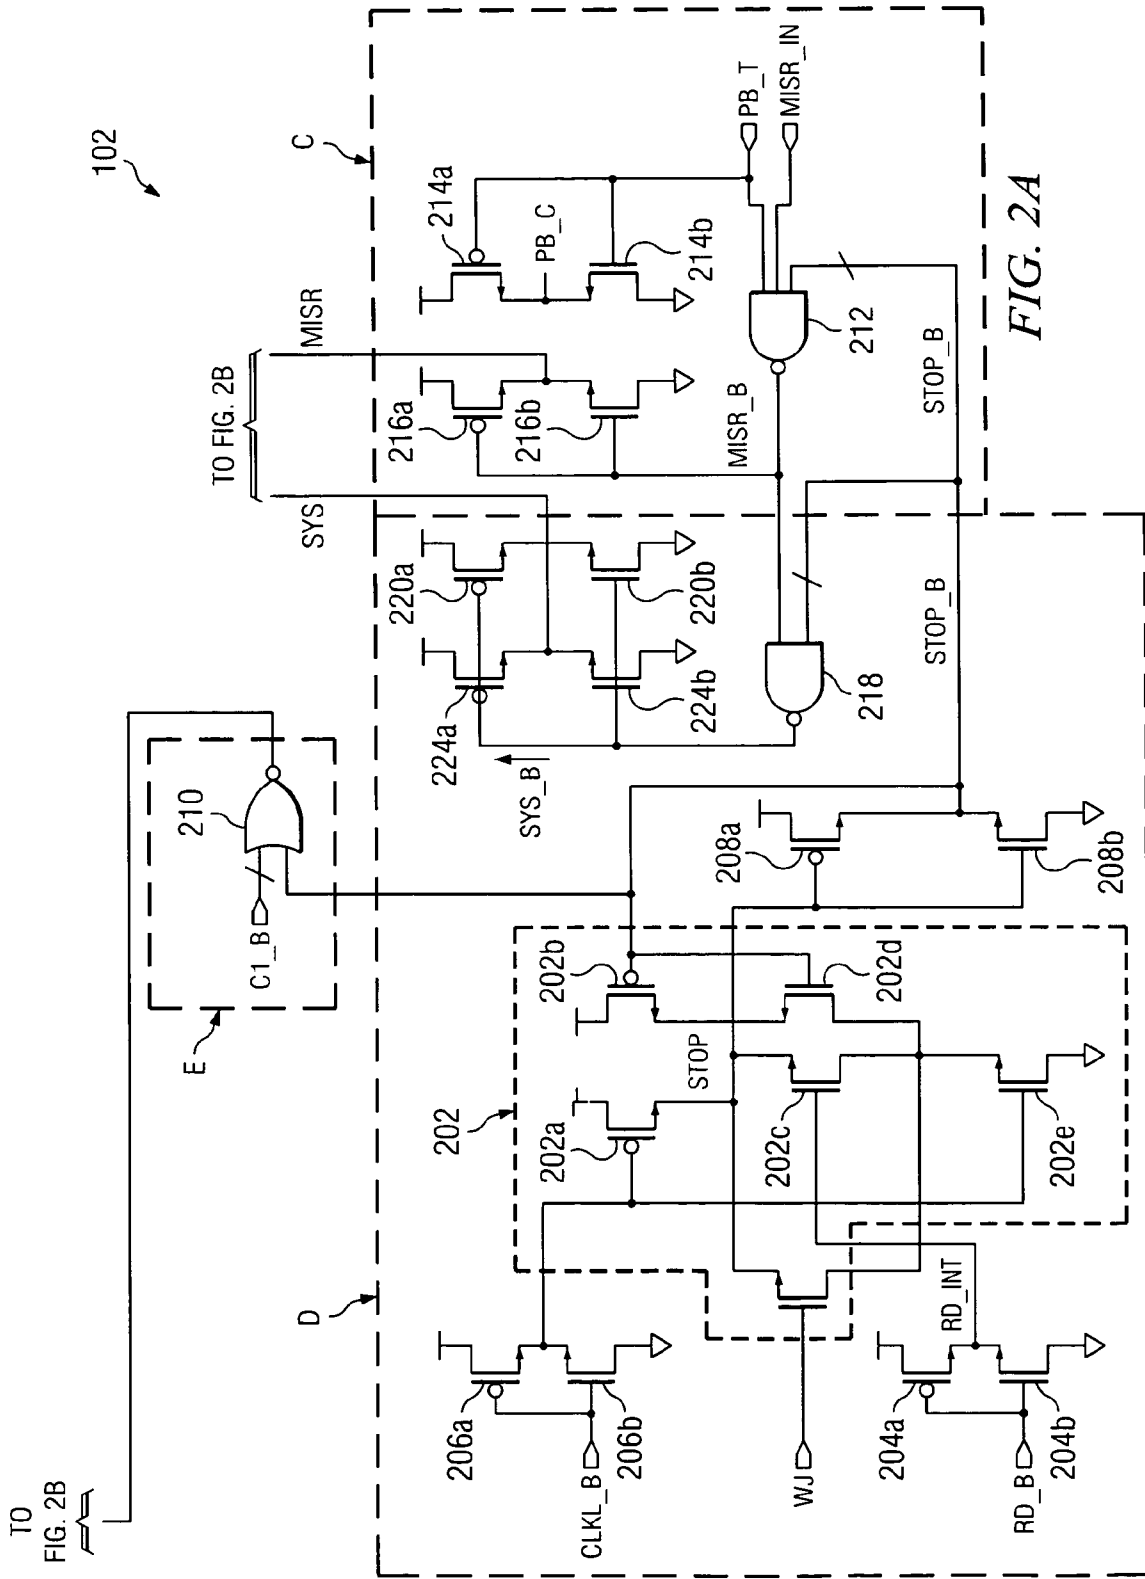 102
C
214a
PB_C
214b
PB_T
MISR_IN
212
MISR
TO FIG. 2B
216a
216b
MISR_B
STOP_B
FIG. 2A
SYS
220a
220b
224a
224b
SYS_B
218
STOP_B
210
C1_B
E
208a
208b
202b
202d
STOP
202
202a
202c
202e
D
206a
206b
CLKL_B
WJ
RD_INT
204a
204b
RD_B
TO
FIG. 2B